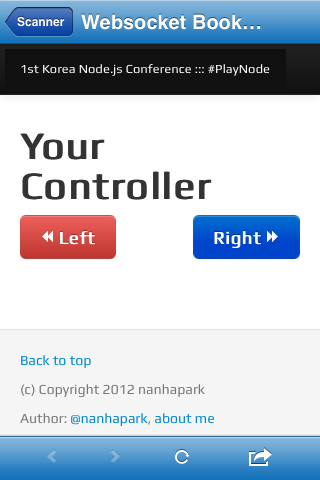 Scanner
Websocket Book…
1st Korea Node.js Conference ::: #PlayNode
Your
Controller
Left
Right
Back to top
(c) Copyright 2012 nanhapark
Author: @nanhapark, about me